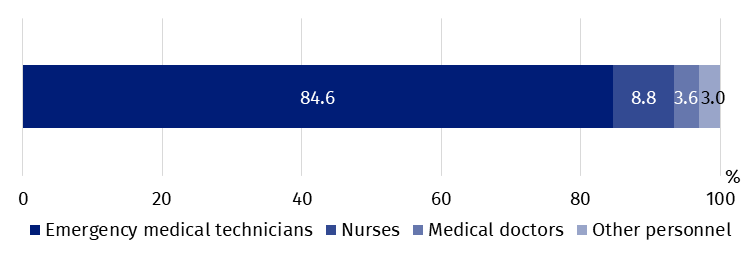 84.6 8.8 3.6 3.0
%
0 20 40 60 80 100
Emergency medical technicians Nurses Medical doctors Other personnel